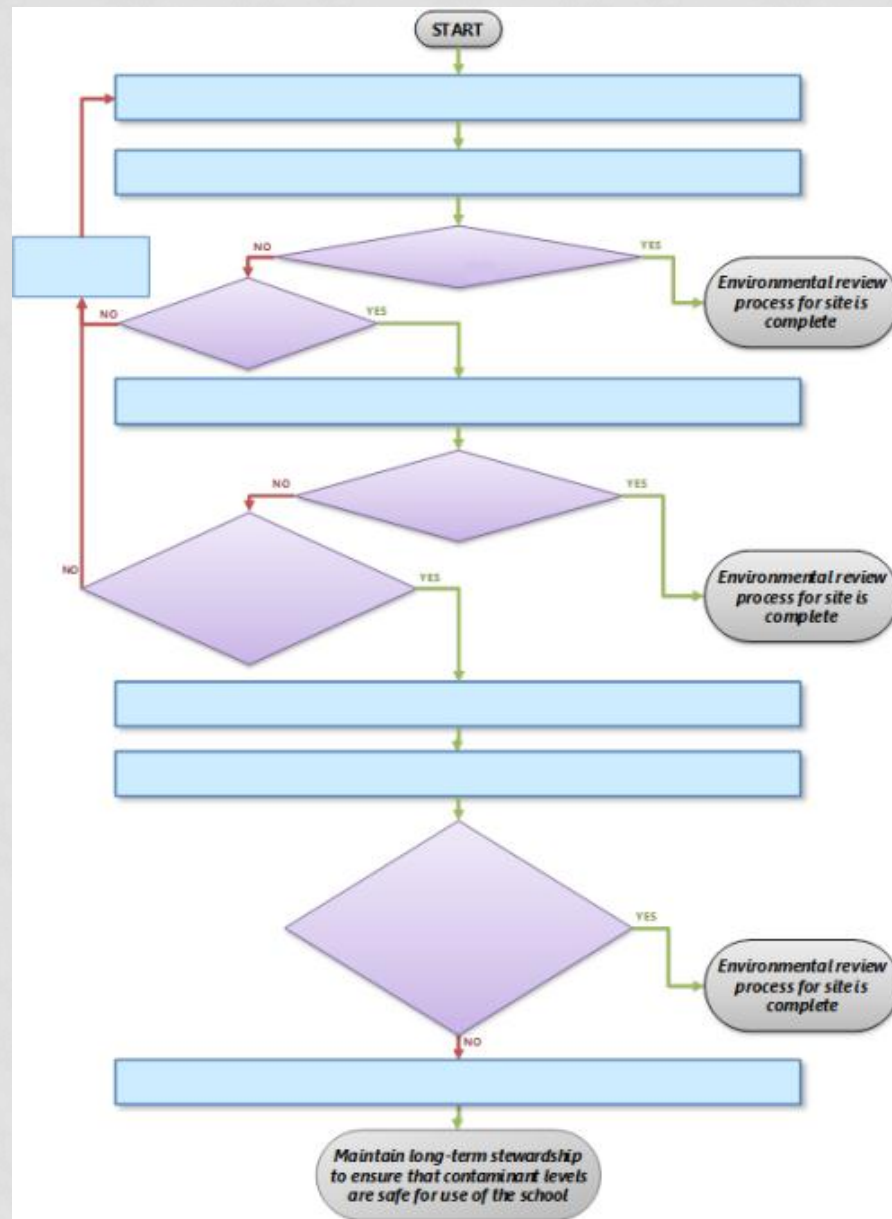 START
NO
YES
Environmental review
process for site is
complete
NO
YES
NO
YES
NO
YES
Environmental review
process for site is
complete
YES
Environmental review
process for site is
complete
NO
Maintain long-term stewardship
to ensure that contaminant levels
are safe for use of the school